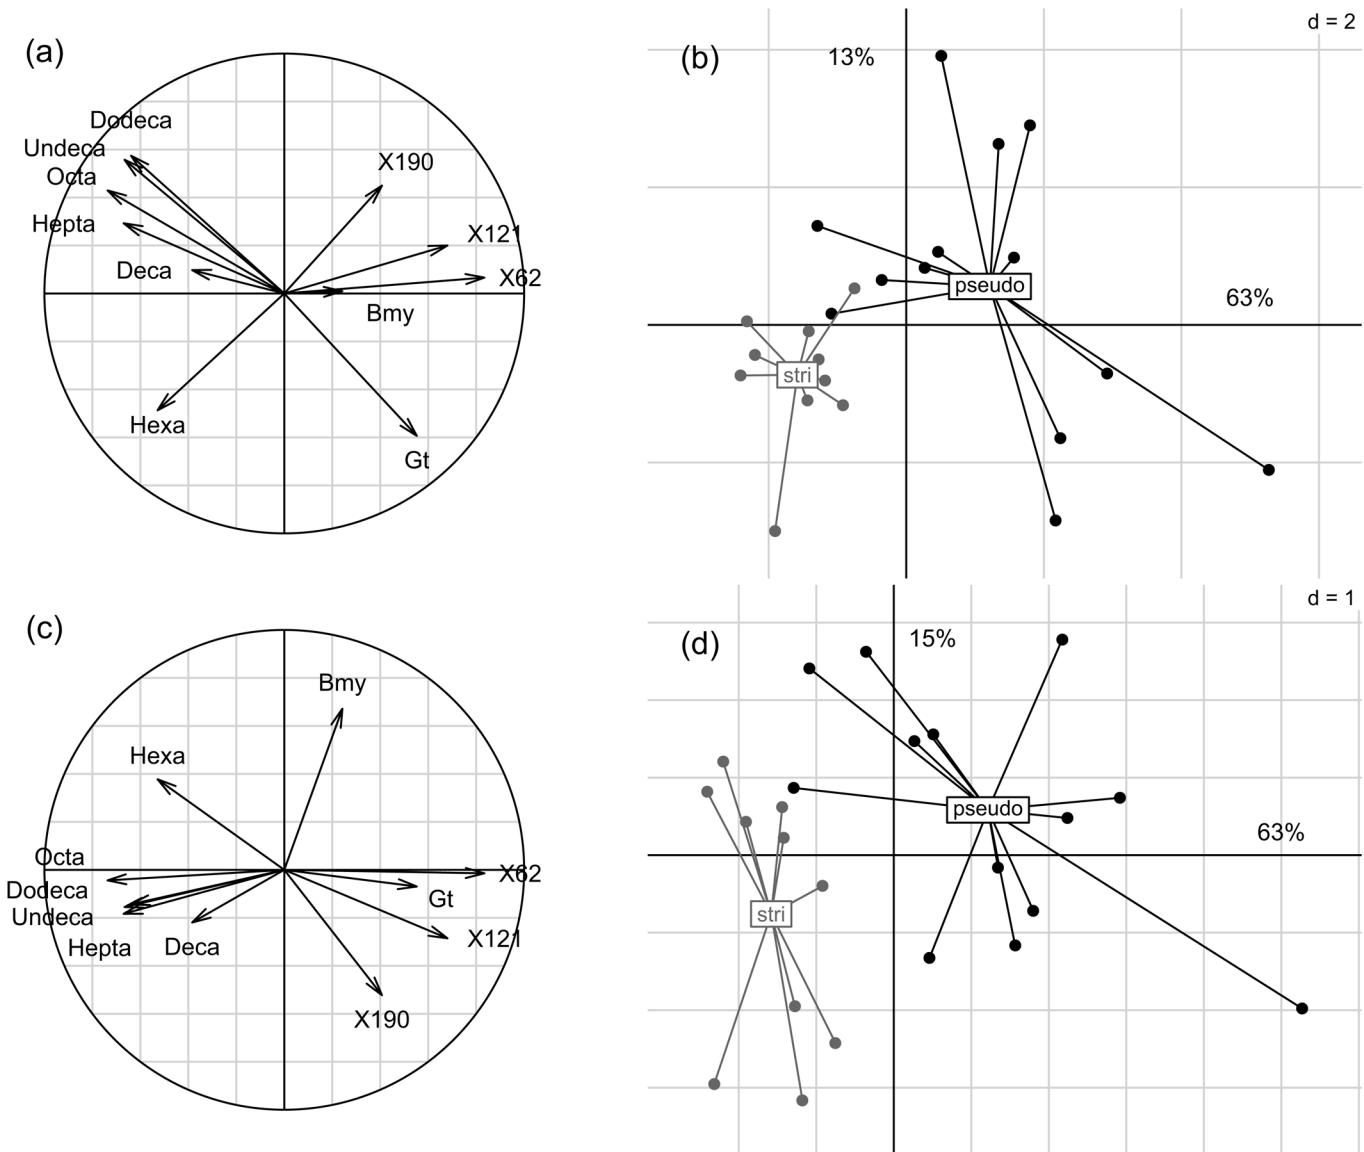 (a)
Dodeca
Undeca
Octa
Hepta
Deca
Hexa
X190
X121
X62
Bmy
Gt
(b)
13%
d = 2
pseudo
63%
stri
(c)
Bmy
Hexa
Octa
Dodeca
Undeca
Hepta
Deca
X62
Gt
X121
X190
(d)
15%
d = 1
pseudo
63%
stri